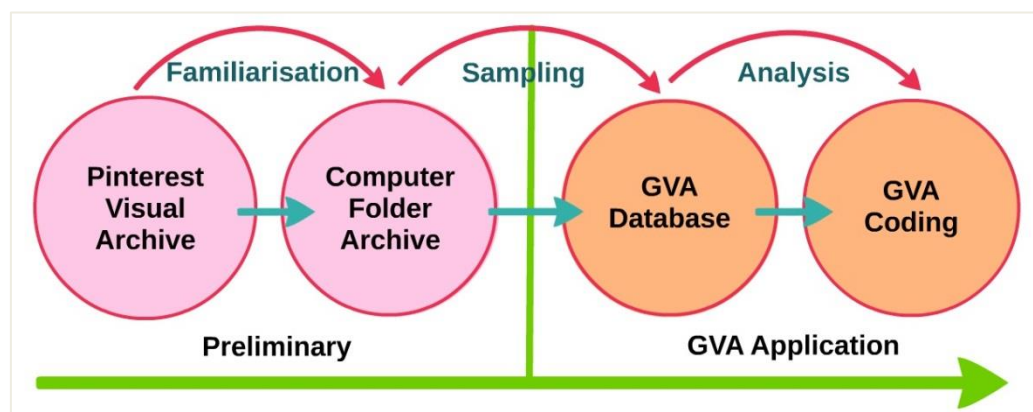 Familiarisation
Sampling
Analysis
Pinterest
Visual
Archive
Computer
Folder
Archive
GVA
Database
GVA
Coding
Preliminary
GVA Application